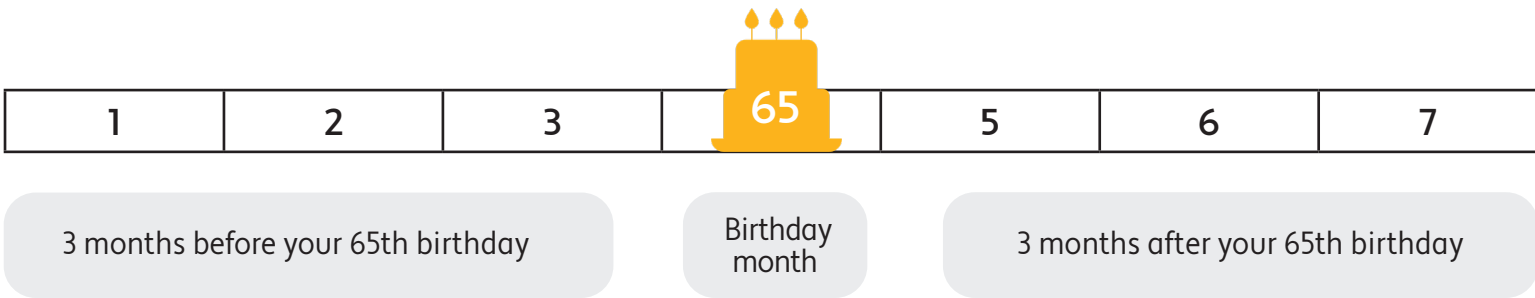 1 2 3 65 5 6 7
3 months before your 65th birthday
Birthday
month
3 months after your 65th birthday